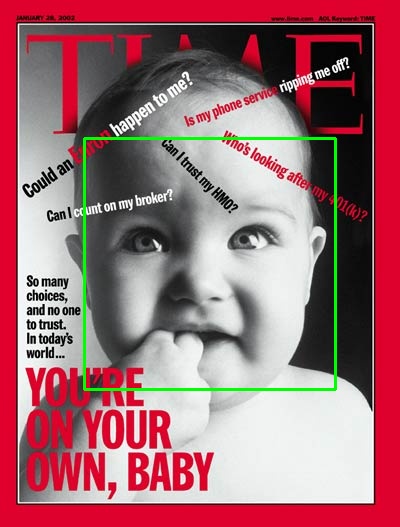 JANUARY 28, 2002
www.time.com AOL Keyword: TIME
TIME
Could an Enron happen to me?
Is my phone service ripping me off?
Who's looking after my 401(k)?
Can I trust my HMO?
Can I count on my broker?
So many
choices,
and no one
to trust.
In today's
world...
YOU'RE
ON YOUR
OWN, BABY